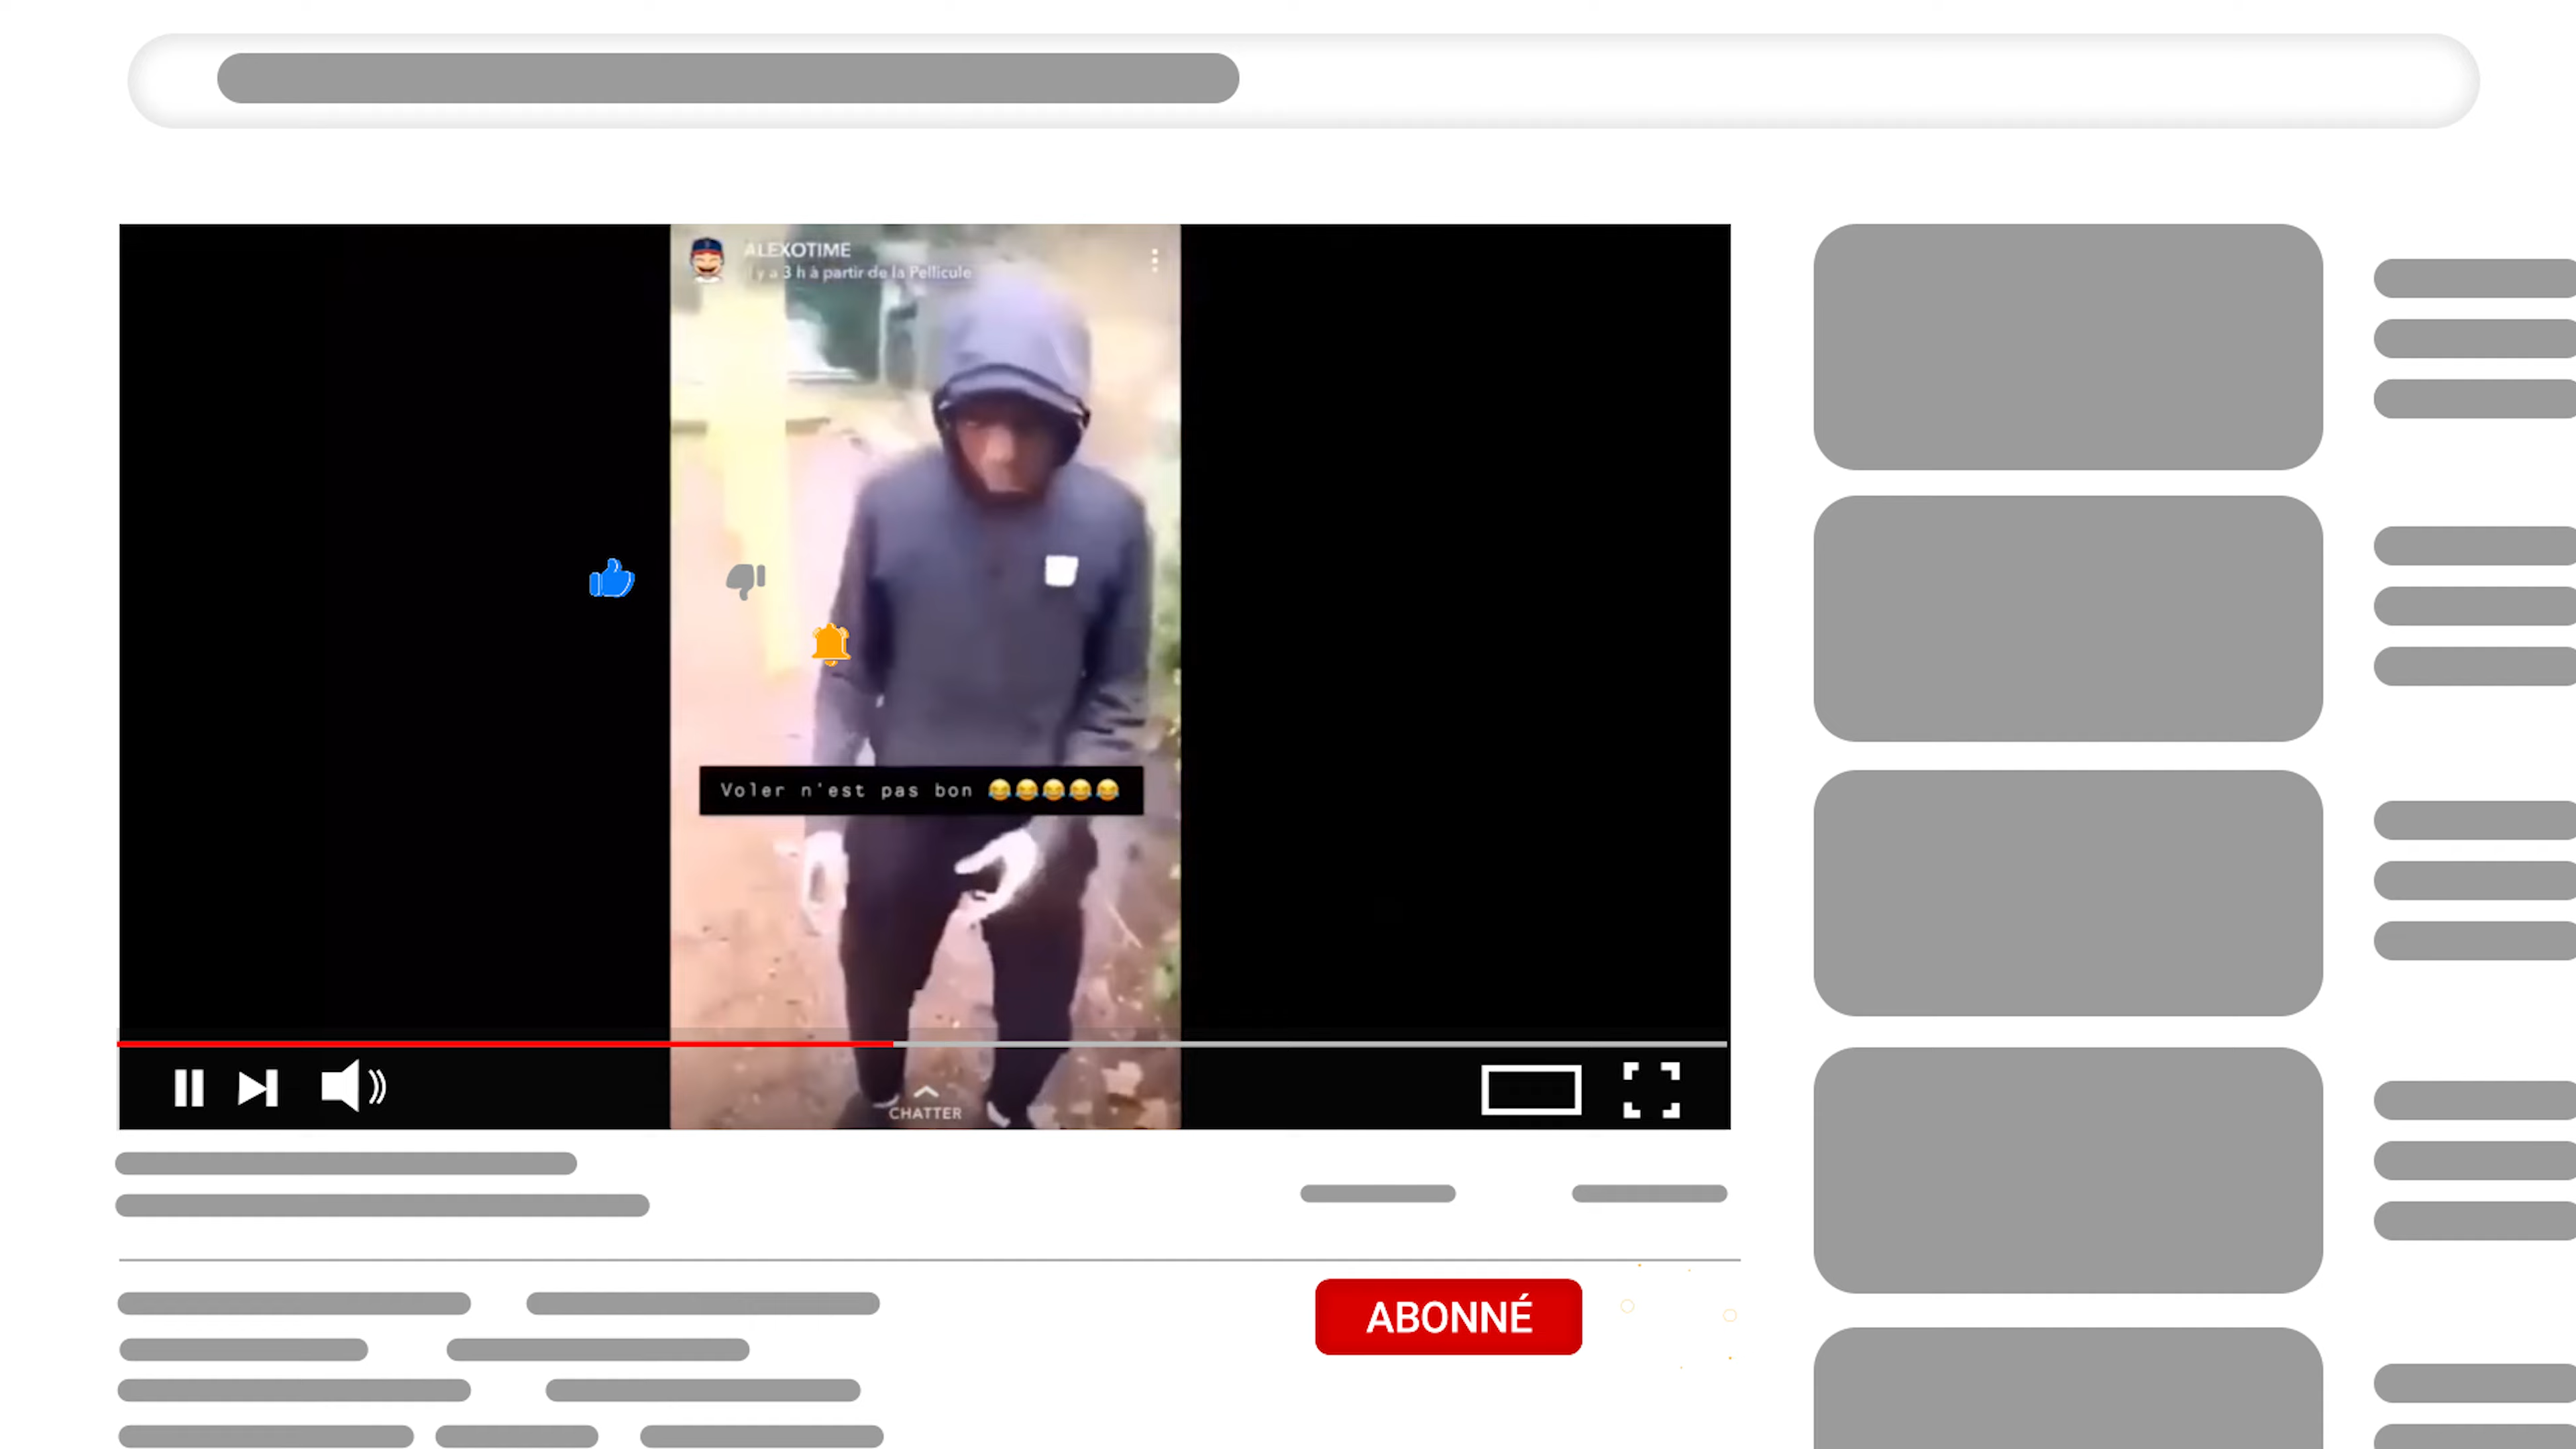 ALEXOTIME
il y a 3 h à partir de la Pellicule
Voler n'est pas bon 😂😂😂😂😂
CHATTER
ABONNÉ